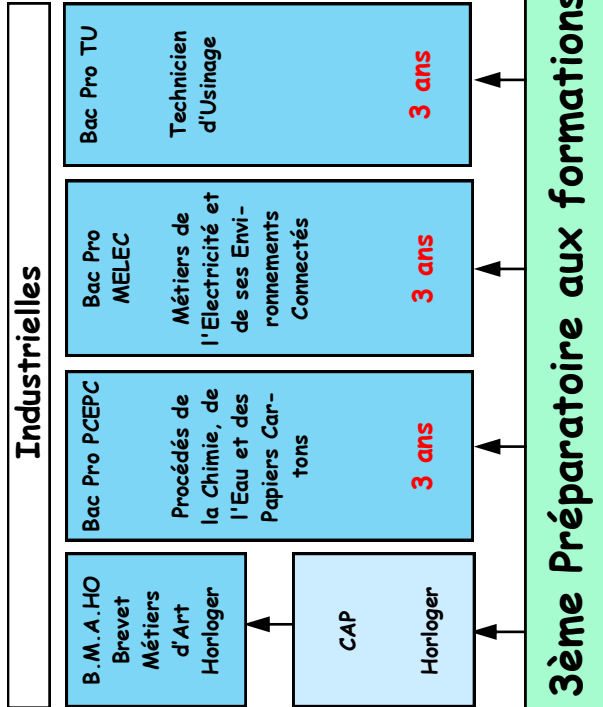 Industrielles
B.M.A.HO
Brevet
Métiers
d'Art
Horloger
CAP
Horloger
Bac Pro PCEPC
Procédés de
la Chimie, de
l'Eau et des
Papiers Car-
tons
3 ans
Bac Pro
MELEC
Métiers de
l'Electricité et
de ses Envi-
ronnements
Connectés
3 ans
Bac Pro TU
Technicien
d'Usinage
3 ans
3ème Préparatoire aux formations